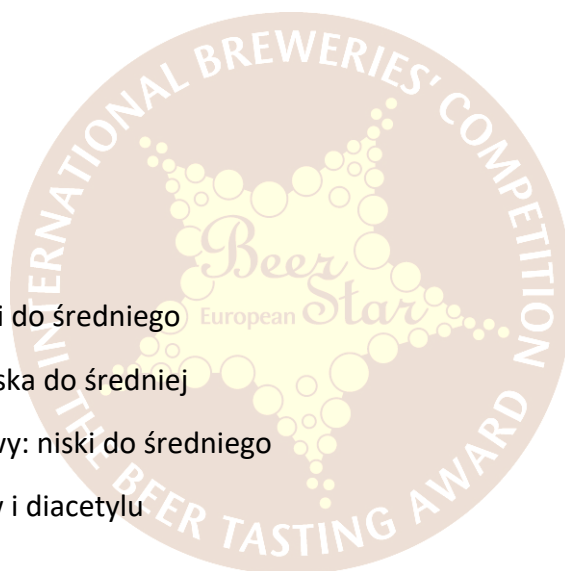 INTERNATIONAL BREWERIES' COMPETITION
Beer
European Star
i do średniego
ska do średniej
wy: niski do średniego
i diacetylu
THE BEER TASTING AWARD